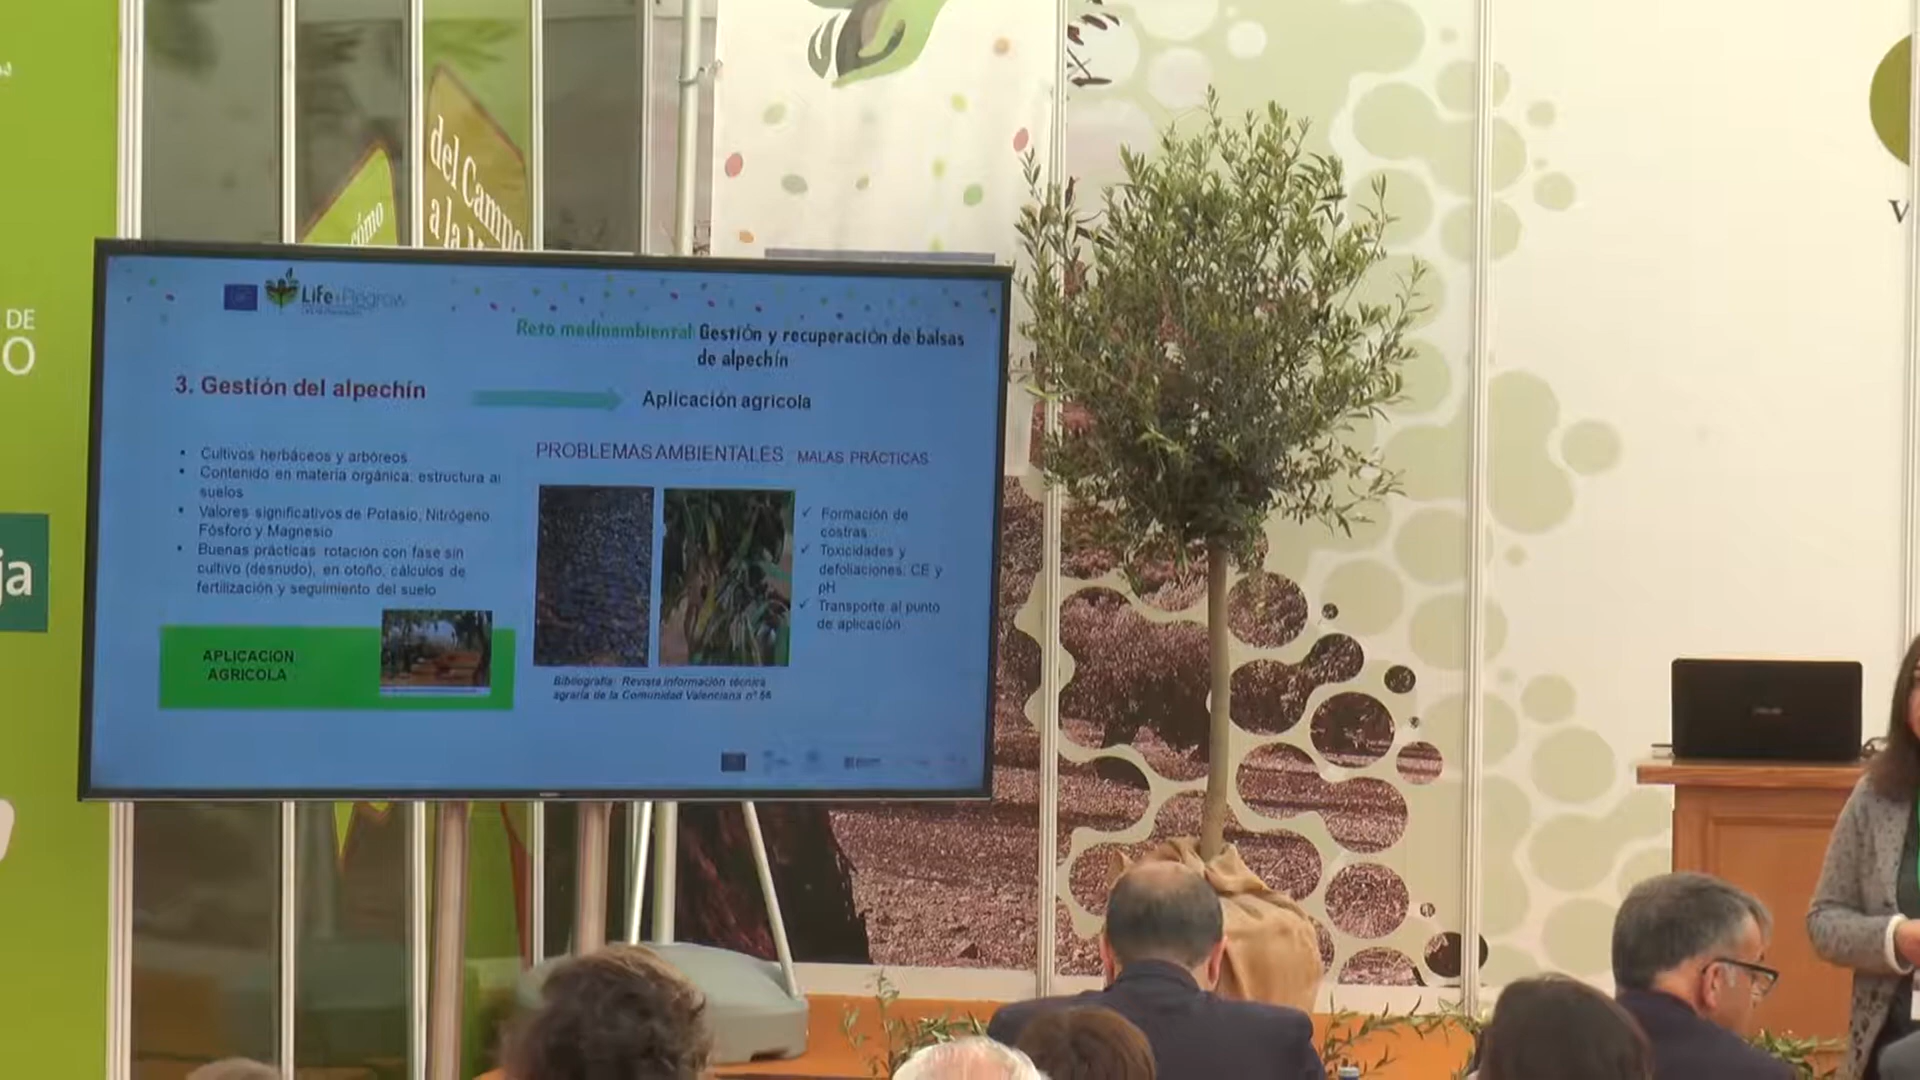 DE
O
ja
cómo
del Campo
a la
V
Life+Regrow
Reto medioambiental: Gestión y recuperación de balsas
de alpechín
3. Gestión del alpechín
Aplicación agrícola
• Cultivos herbáceos y arbóreos
• Contenido en materia orgánica: estructura al
suelos
• Valores significativos de Potasio, Nitrógeno
Fósforo y Magnesio
• Buenas prácticas rotación con fase sin
cultivo (desnudo), en otoño, cálculos de
fertilización y seguimiento del suelo
APLICACION
AGRICOLA
PROBLEMAS AMBIENTALES MALAS PRÁCTICAS
✓ Formación de
costras
✓ Toxicidades y
defoliaciones: CE y
pH
✓ Transporte al punto
de aplicación
Bibliografía: Revista información técnica
agraria de la Comunidad Valenciana nº 56